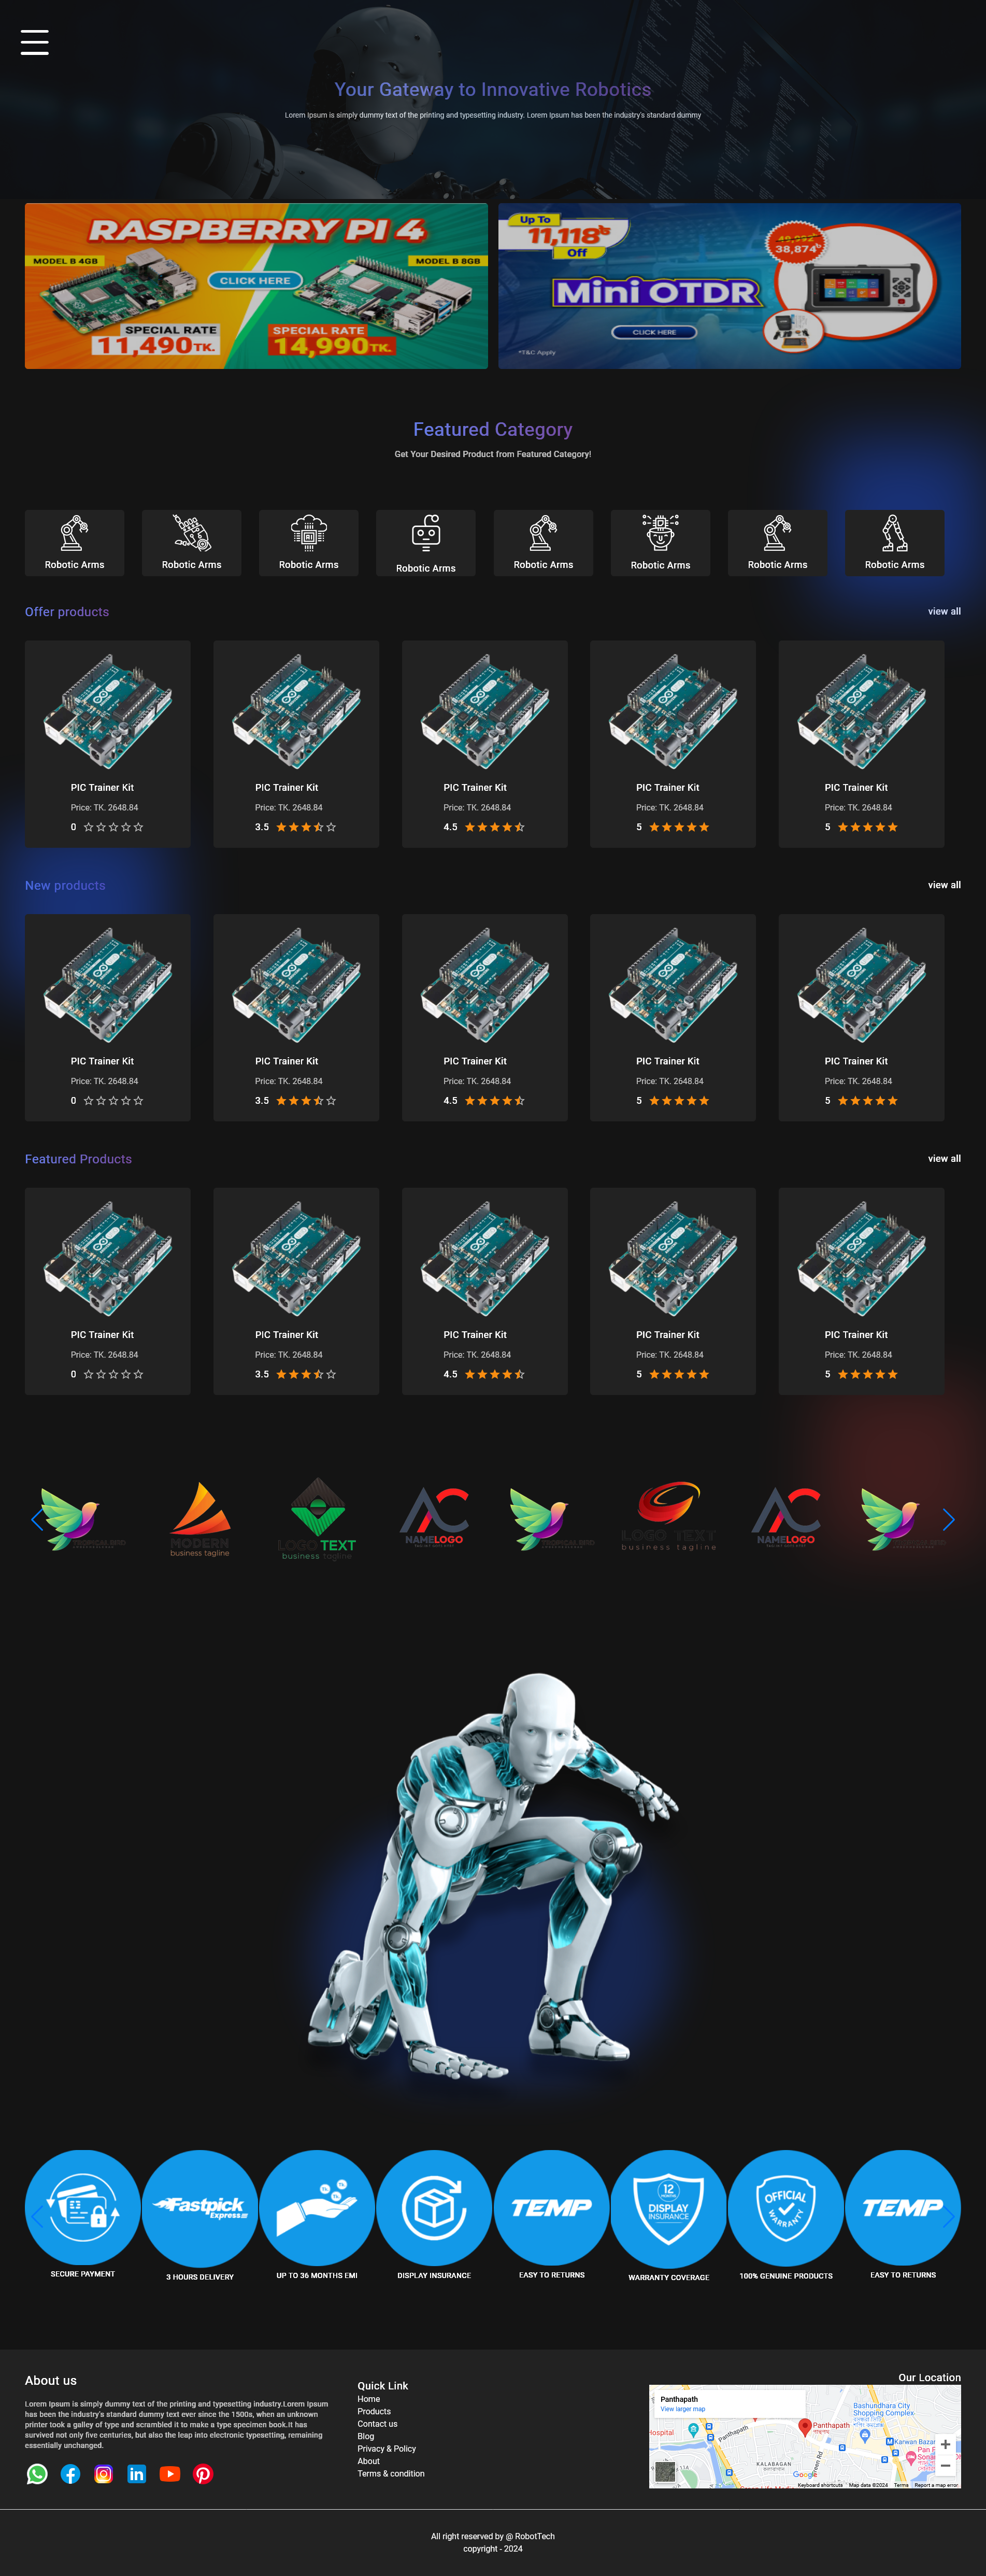 Your Gateway to Innovative Robotics
Lorem Ipsum is simply dummy text of the printing and typesetting industry. Lorem Ipsum has been the industry's standard dummy
RASPBERRY PI 4
MODEL B 4GB
MODEL B 8GB
CLICK HERE
SPECIAL RATE
11,490TK.
SPECIAL RATE
14,990TK.
Up To
11,118
Off
38,874
Mini OTDR
CLICK HERE
*T&C Apply
Featured Category
Get Your Desired Product from Featured Category!
Robotic Arms
Robotic Arms
Robotic Arms
Robotic Arms
Robotic Arms
Robotic Arms
Robotic Arms
Robotic Arms
Offer products
view all
PIC Trainer Kit
Price: TK. 2648.84
0
PIC Trainer Kit
Price: TK. 2648.84
3.5
PIC Trainer Kit
Price: TK. 2648.84
4.5
PIC Trainer Kit
Price: TK. 2648.84
5
PIC Trainer Kit
Price: TK. 2648.84
5
New products
view all
PIC Trainer Kit
Price: TK. 2648.84
0
PIC Trainer Kit
Price: TK. 2648.84
3.5
PIC Trainer Kit
Price: TK. 2648.84
4.5
PIC Trainer Kit
Price: TK. 2648.84
5
PIC Trainer Kit
Price: TK. 2648.84
5
Featured Products
view all
PIC Trainer Kit
Price: TK. 2648.84
0
PIC Trainer Kit
Price: TK. 2648.84
3.5
PIC Trainer Kit
Price: TK. 2648.84
4.5
PIC Trainer Kit
Price: TK. 2648.84
5
PIC Trainer Kit
Price: TK. 2648.84
5
TROPICAL BIRD
MODERN
business tagline
LOGO TEXT
business tagline
NAMELOGO
TROPICAL BIRD
LOGO TEXT
business tagline
NAMELOGO
TROPICAL BIRD
SECURE PAYMENT
Fastpick
Express
3 HOURS DELIVERY
UP TO 36 MONTHS EMI
DISPLAY INSURANCE
TEMP
EASY TO RETURNS
12
DISPLAY
INSURANCE
WARRANTY COVERAGE
OFFICIAL
WARRANTY
100% GENUINE PRODUCTS
TEMP
EASY TO RETURNS
About us
Lorem Ipsum is simply dummy text of the printing and typesetting industry.Lorem Ipsum
has been the industry's standard dummy text ever since the 1500s, when an unknown
printer took a galley of type and scrambled it to make a type specimen book.It has
survived not only five centuries, but also the leap into electronic typesetting, remaining
essentially unchanged.
Quick Link
Home
Products
Contact us
Blog
Privacy & Policy
About
Terms & condition
Our Location
Panthapath
View larger map
Bashundhara City
Shopping Complex
Panthapath
পান্থপথ
Hospital
Panthapath
Karwan Bazar
KALABAGAN
Green Rd
Google
Keyboard shortcuts
Map data ©2024
Terms
Report a map error
All right reserved by @ RobotTech
copyright - 2024